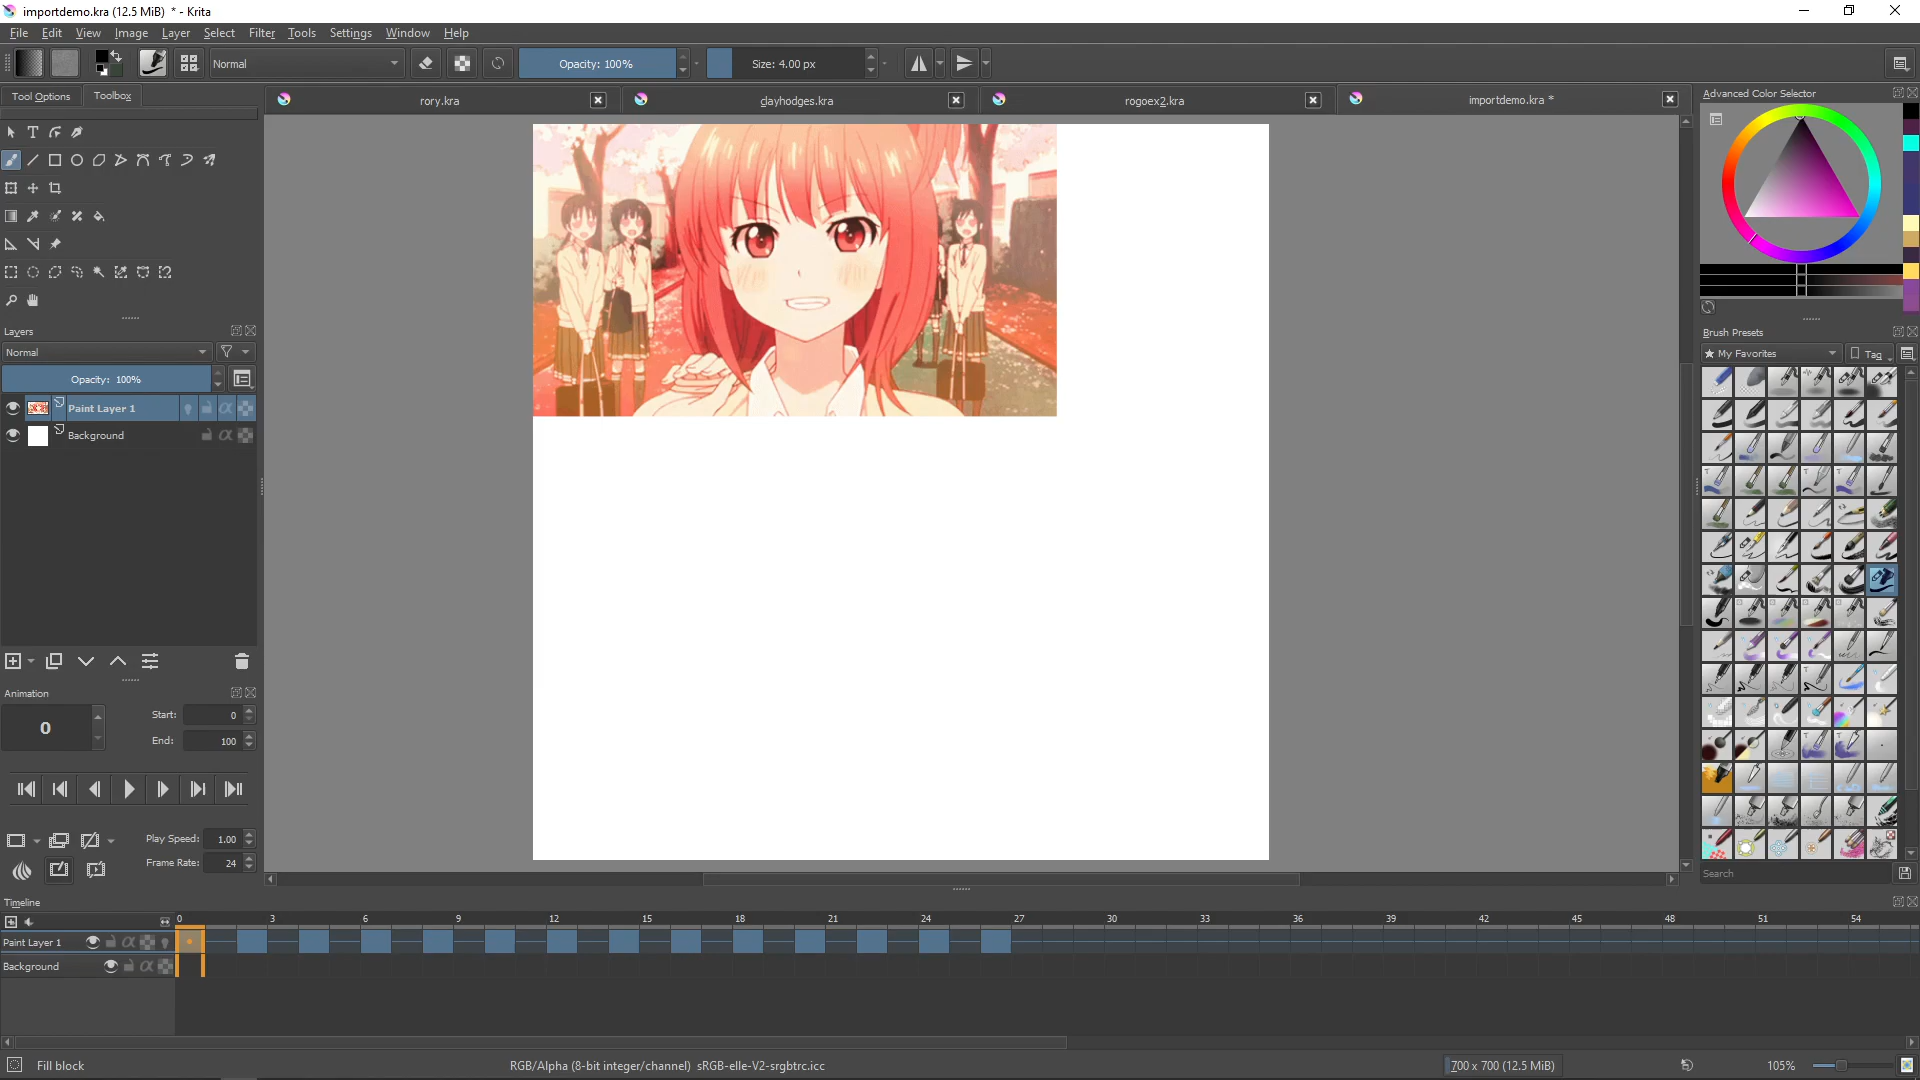 importdemo.kra (12.5 MiB) * - Krita
File Edit View Image Layer Select Filter Tools Settings Window Help
Normal
Opacity: 100%
Size: 4.00 px
Tool Options
Toolbox
rory.kra
clayhodges.kra
rogoex2.kra
importdemo.kra *
Advanced Color Selector
Layers
Normal
Opacity: 100%
Paint Layer 1
Background
Brush Presets
My Favorites
Tag
Search
Animation
0
Start: 0
End: 100
Play Speed: 1.00
Frame Rate: 24
Timeline
0 3 6 9 12 15 18 21 24 27 30 33 36 39 42 45 48 51 54
Paint Layer 1
Background
Fill block
RGB/Alpha (8-bit integer/channel) sRGB-elle-V2-srgbtrc.icc
700 x 700 (12.5 MiB)
105%